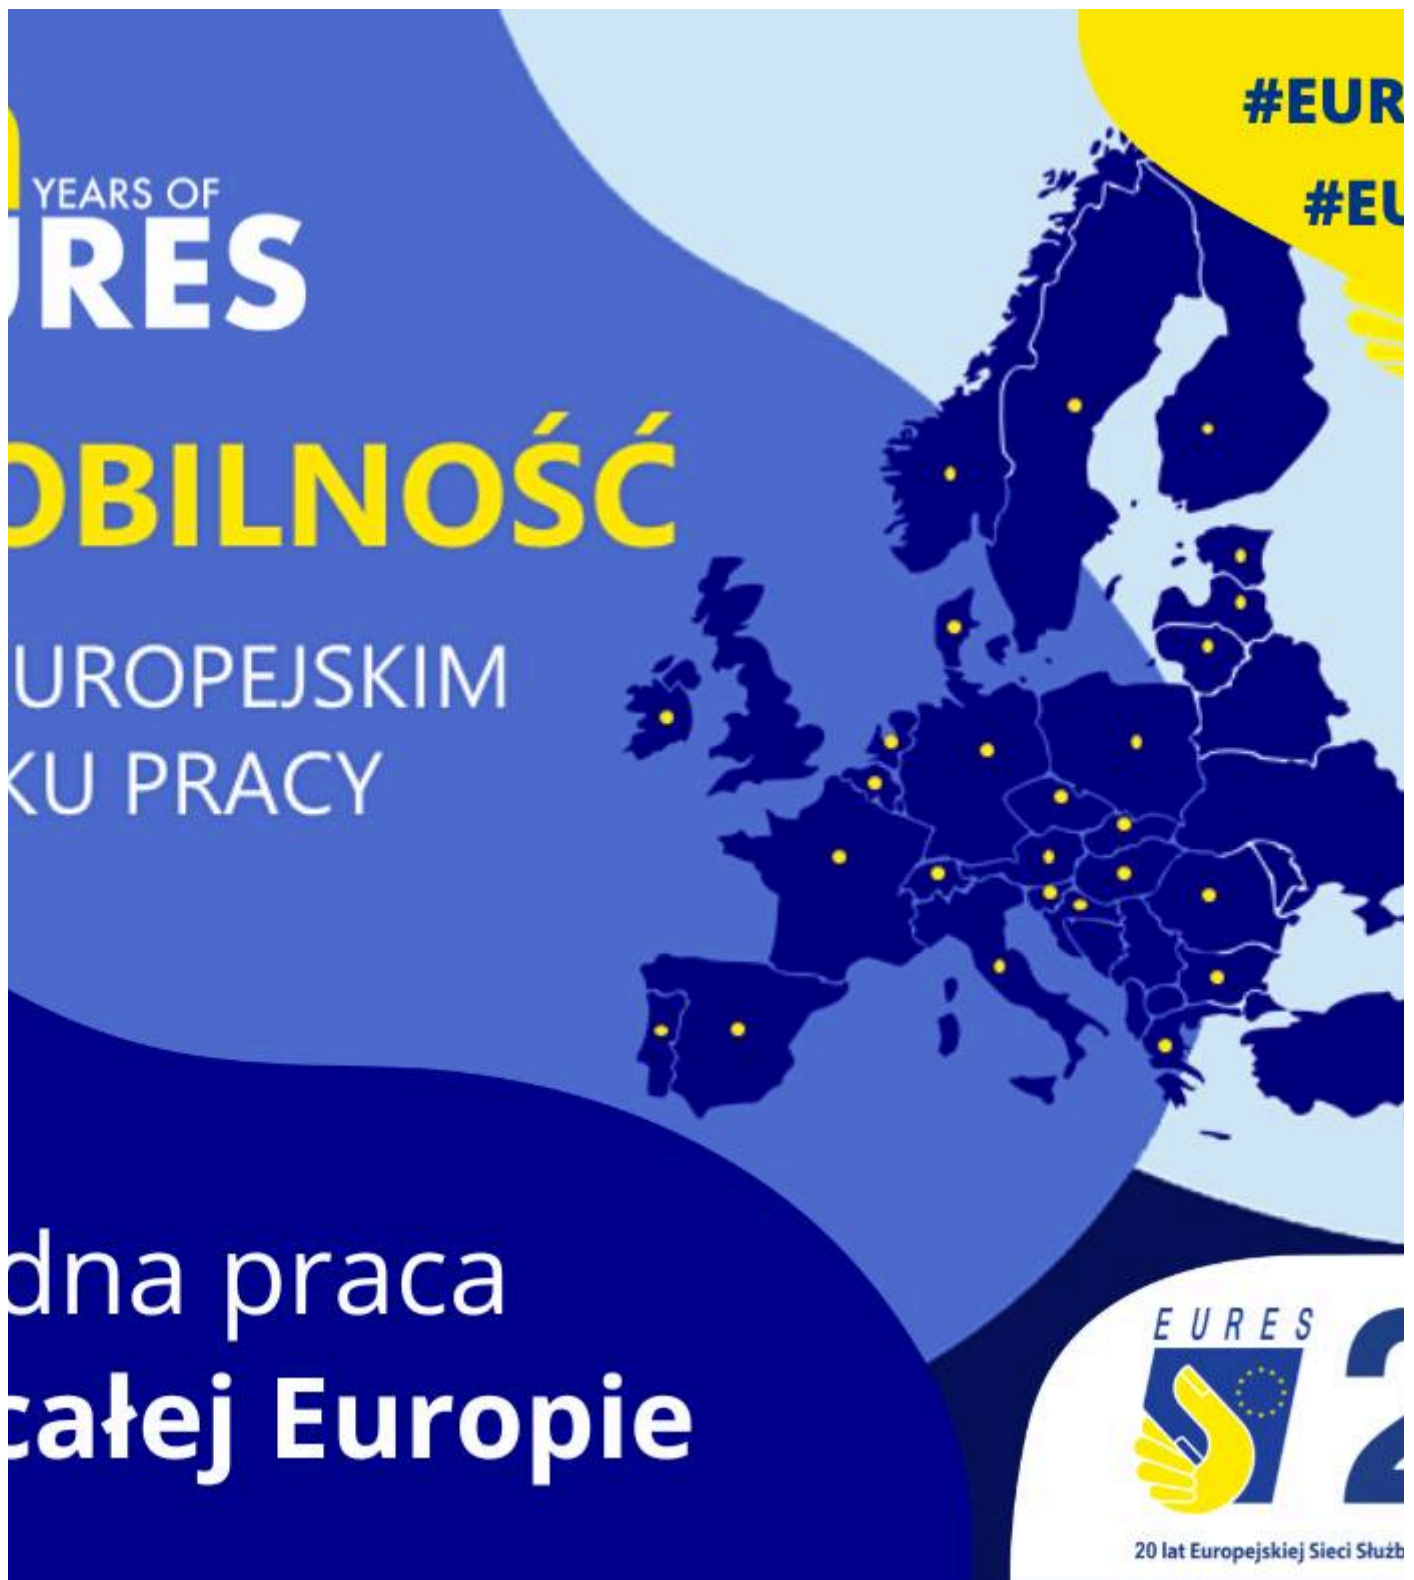 YEARS OF
URES
OBILNOŚĆ
UROPEJSKIM
KU PRACY
dna praca
całej Europie
#EUR
#EU
EURES
2
20 lat Europejskiej Sieci Służb